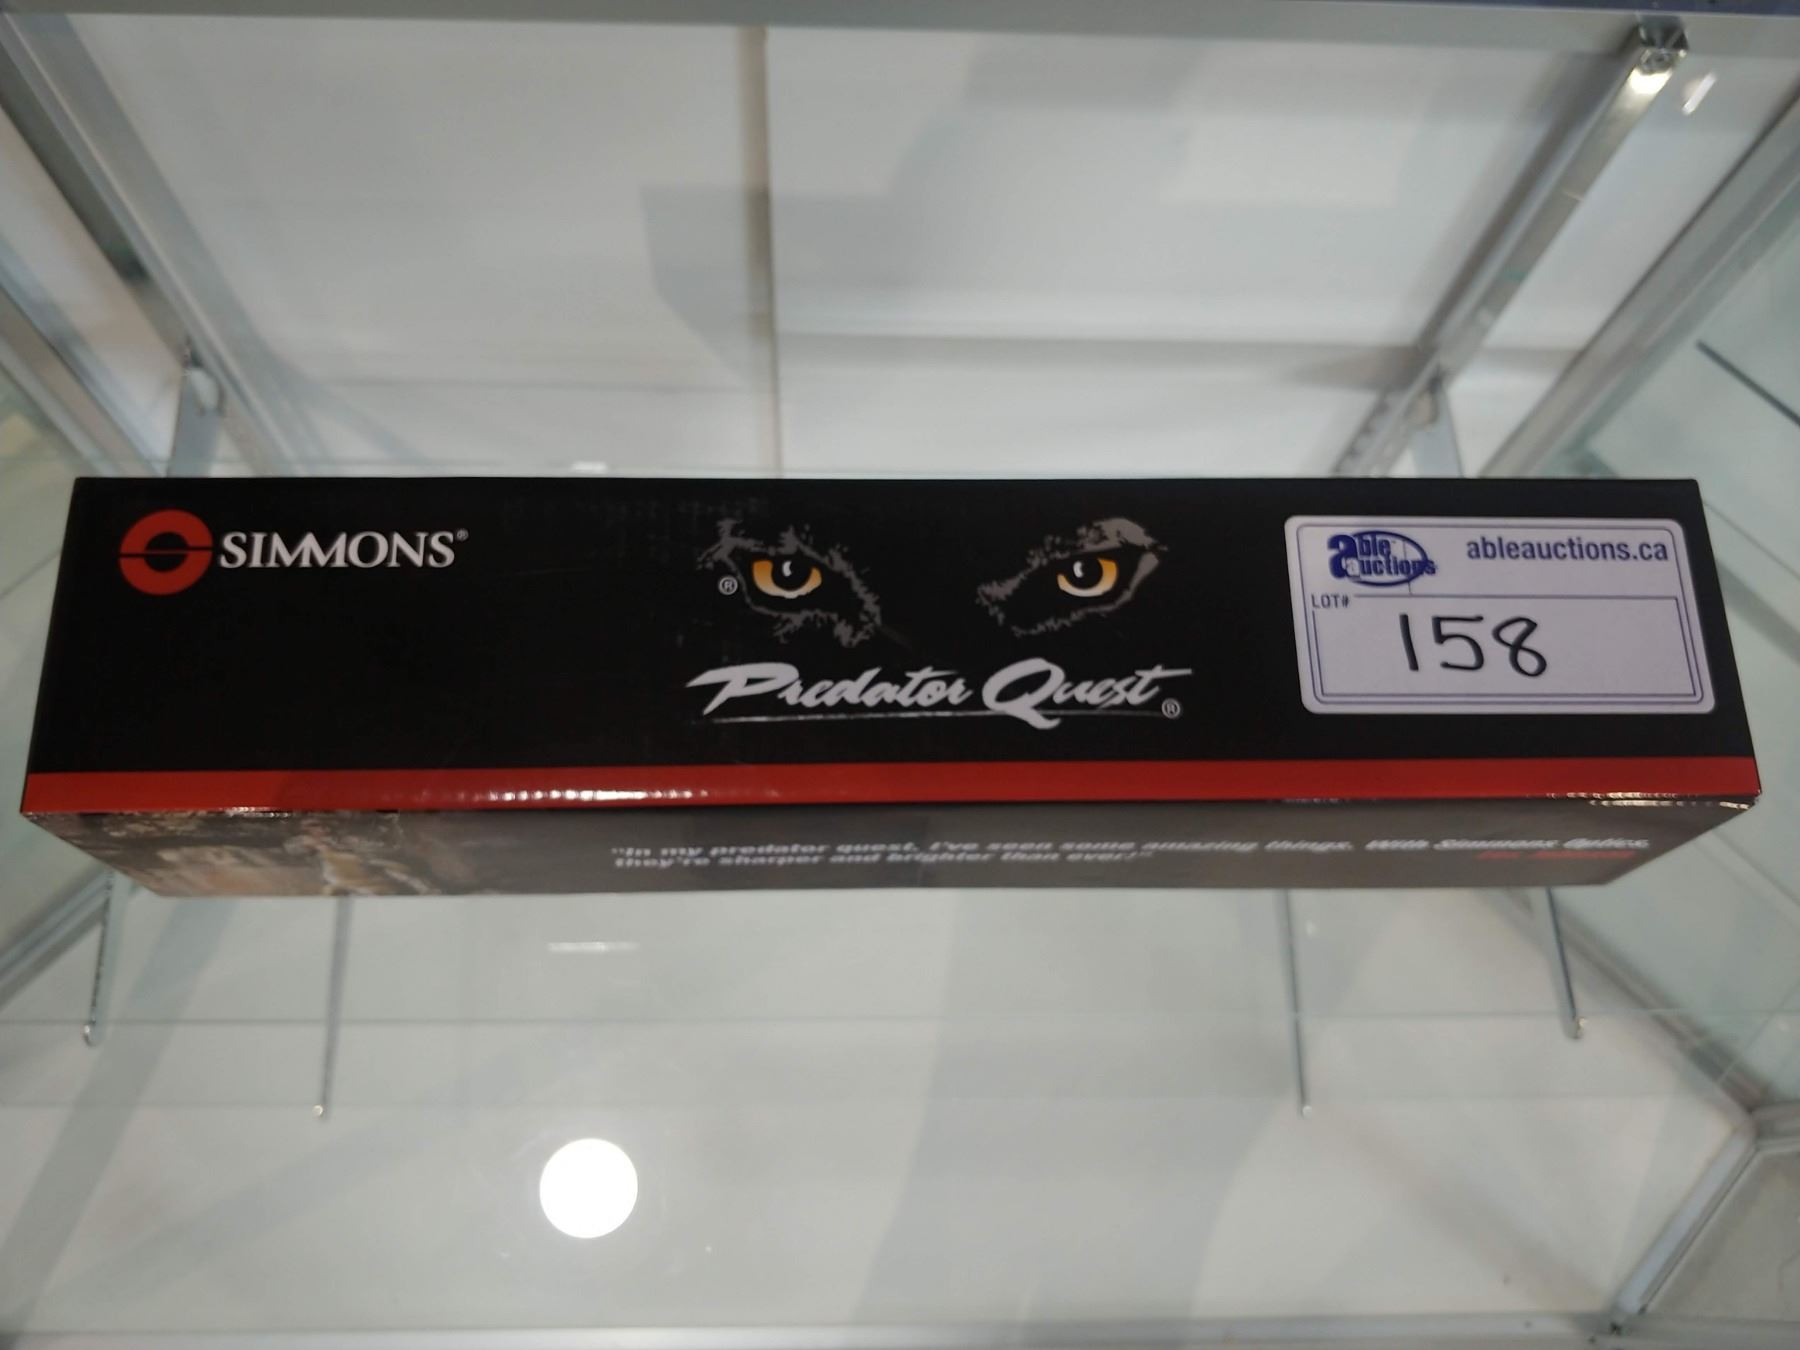 SIMMONS®
®
Predator Quest®
able auctions
ableauctions.ca
LOT#
158
"In my predator quest, I've seen some amazing things. With Simmons Optics,
they're sharper and brighter than ever!"